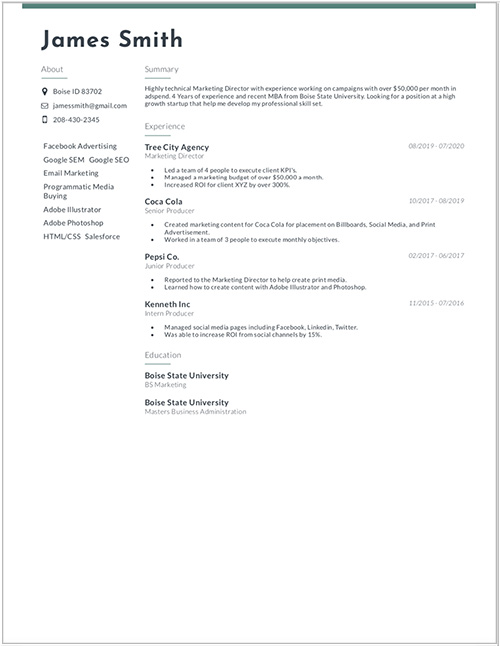 James Smith
About
Boise ID 83702
jamessmith@gmail.com
208-430-2345
Facebook Advertising
Google SEM Google SEO
Email Marketing
Programmatic Media
Buying
Adobe Illustrator
Adobe Photoshop
HTML/CSS Salesforce
Summary
Highly technical Marketing Director with experience working on campaigns with over $50,000 per month in
adspend. 4 Years of experience and recent MBA from Boise State University. Looking for a position at a high
growth startup that help me develop my professional skill set.
Experience
Tree City Agency 08/2019 - 07/2020
Marketing Director
• Led a team of 4 people to execute client KPI's.
• Managed a marketing budget of over $50,000 a month.
• Increased ROI for client XYZ by over 300%.
Coca Cola 10/2017 - 08/2019
Senior Producer
• Created marketing content for Coca Cola for placement on Billboards, Social Media, and Print
Advertisement.
• Worked in a team of 3 people to execute monthly objectives.
Pepsi Co. 02/2017 - 06/2017
Junior Producer
• Reported to the Marketing Director to help create print media.
• Learned how to create content with Adobe Illustrator and Photoshop.
Kenneth Inc 11/2015 - 07/2016
Intern Producer
• Managed social media pages including Facebook, Linkedin, Twitter.
• Was able to increase ROI from social channels by 15%.
Education
Boise State University
BS Marketing
Boise State University
Masters Business Administration